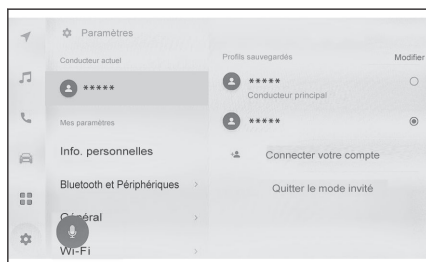 Paramètres
Conducteur actuel
*****
Mes paramètres
Info. personnelles
Bluetooth et Périphériques
Général
Wi-Fi
Profils sauvegardés
Modifier
*****
Conducteur principal
*****
Connecter votre compte
Quitter le mode invité